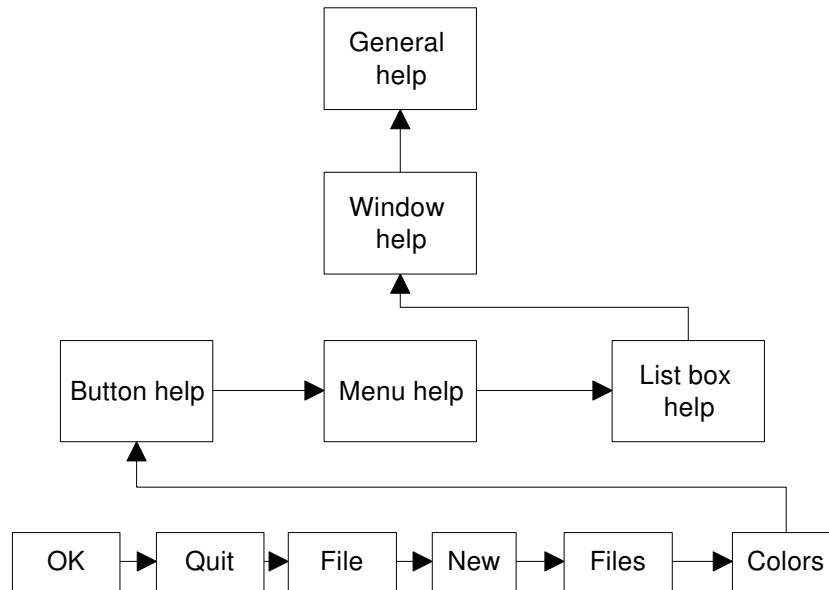 General
help
Window
help
Button help
Menu help
List box
help
OK
Quit
File
New
Files
Colors